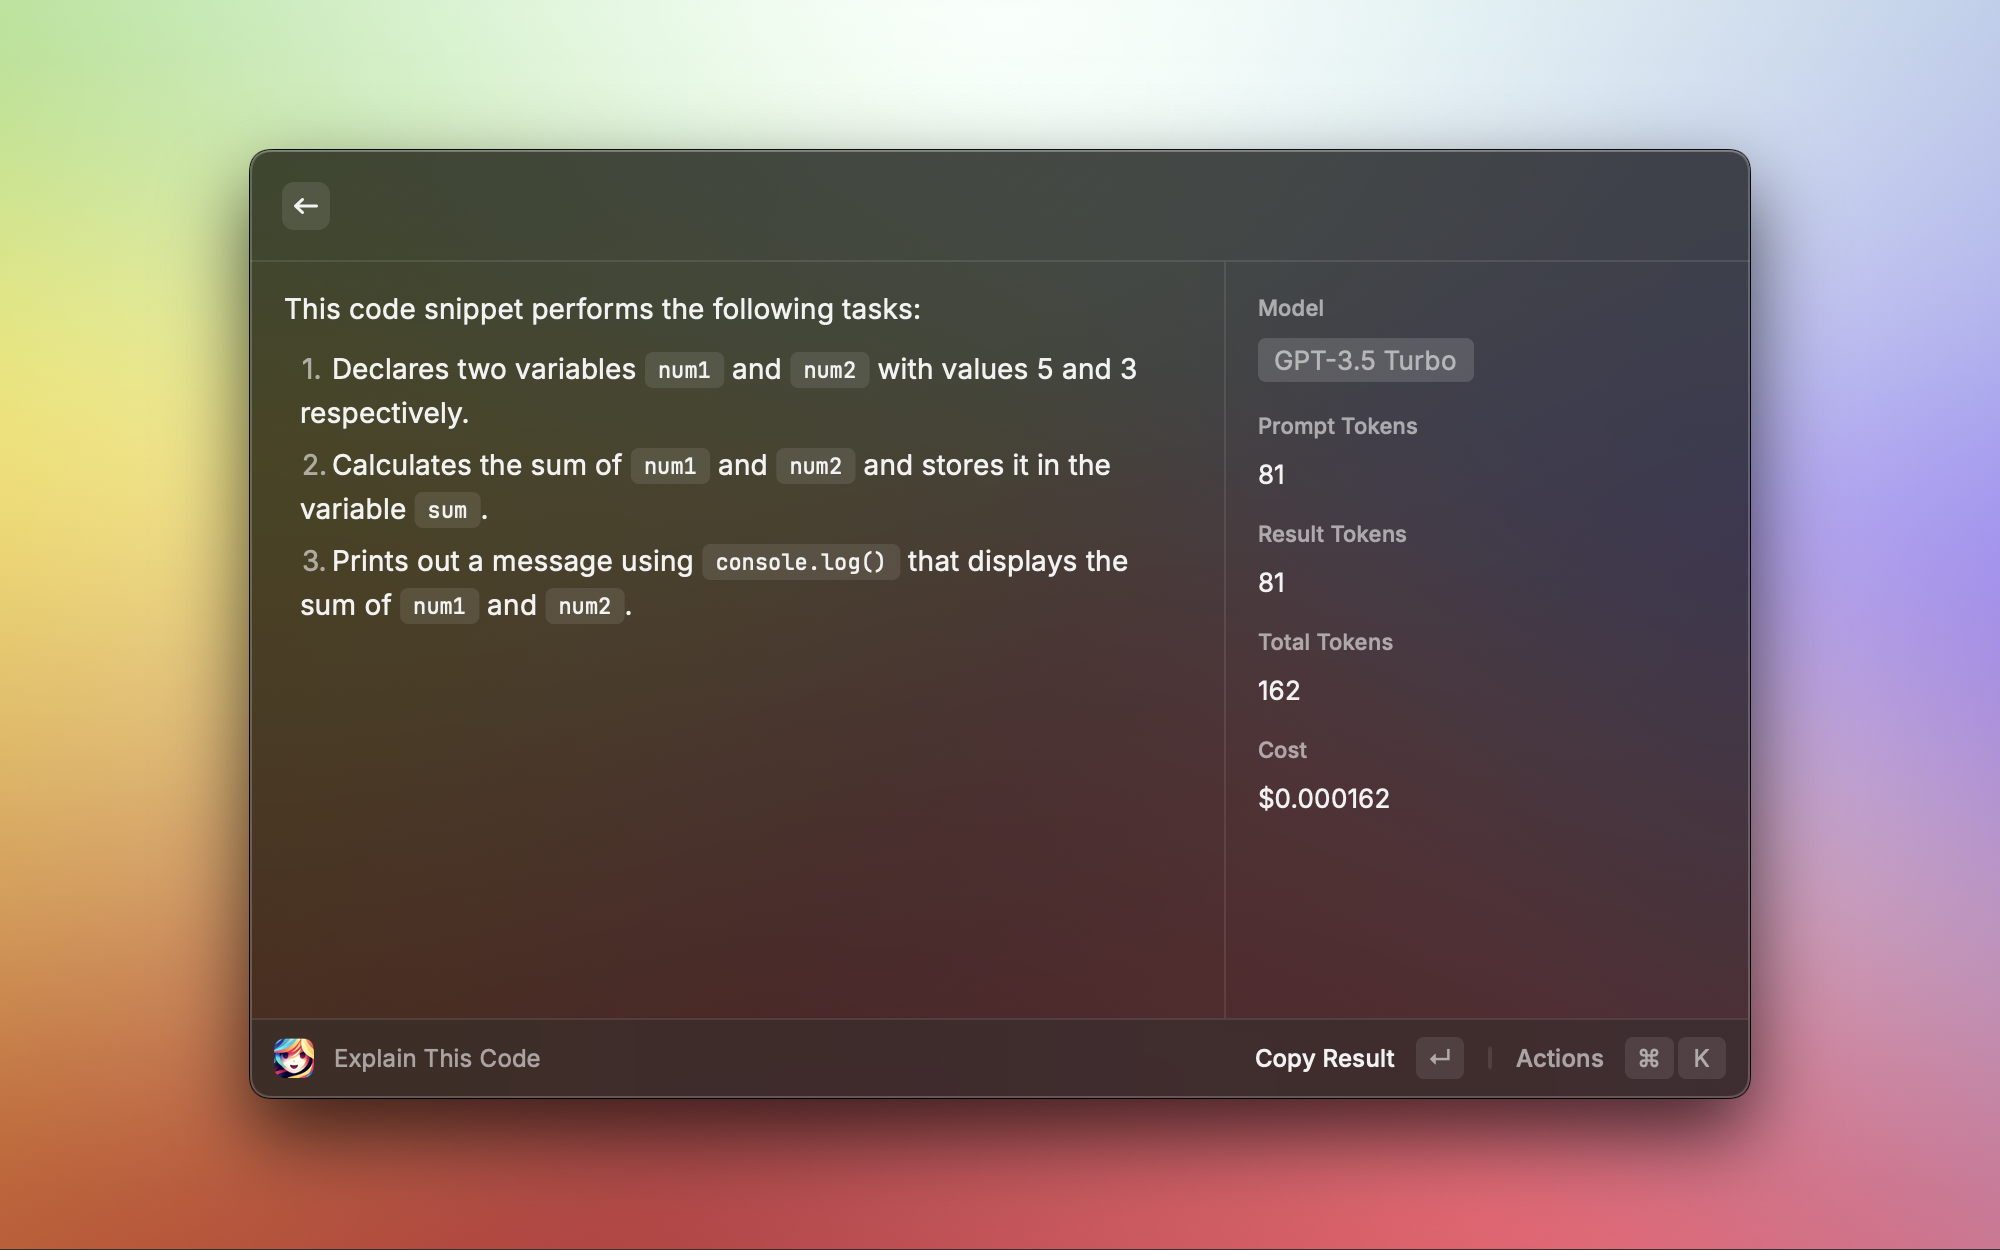 This code snippet performs the following tasks:
1. Declares two variables num1 and num2 with values 5 and 3
respectively.
2. Calculates the sum of num1 and num2 and stores it in the
variable sum.
3. Prints out a message using console.log() that displays the
sum of num1 and num2.
Model
GPT-3.5 Turbo
Prompt Tokens
81
Result Tokens
81
Total Tokens
162
Cost
$0.000162
Explain This Code
Copy Result ↵ | Actions ⌘ K